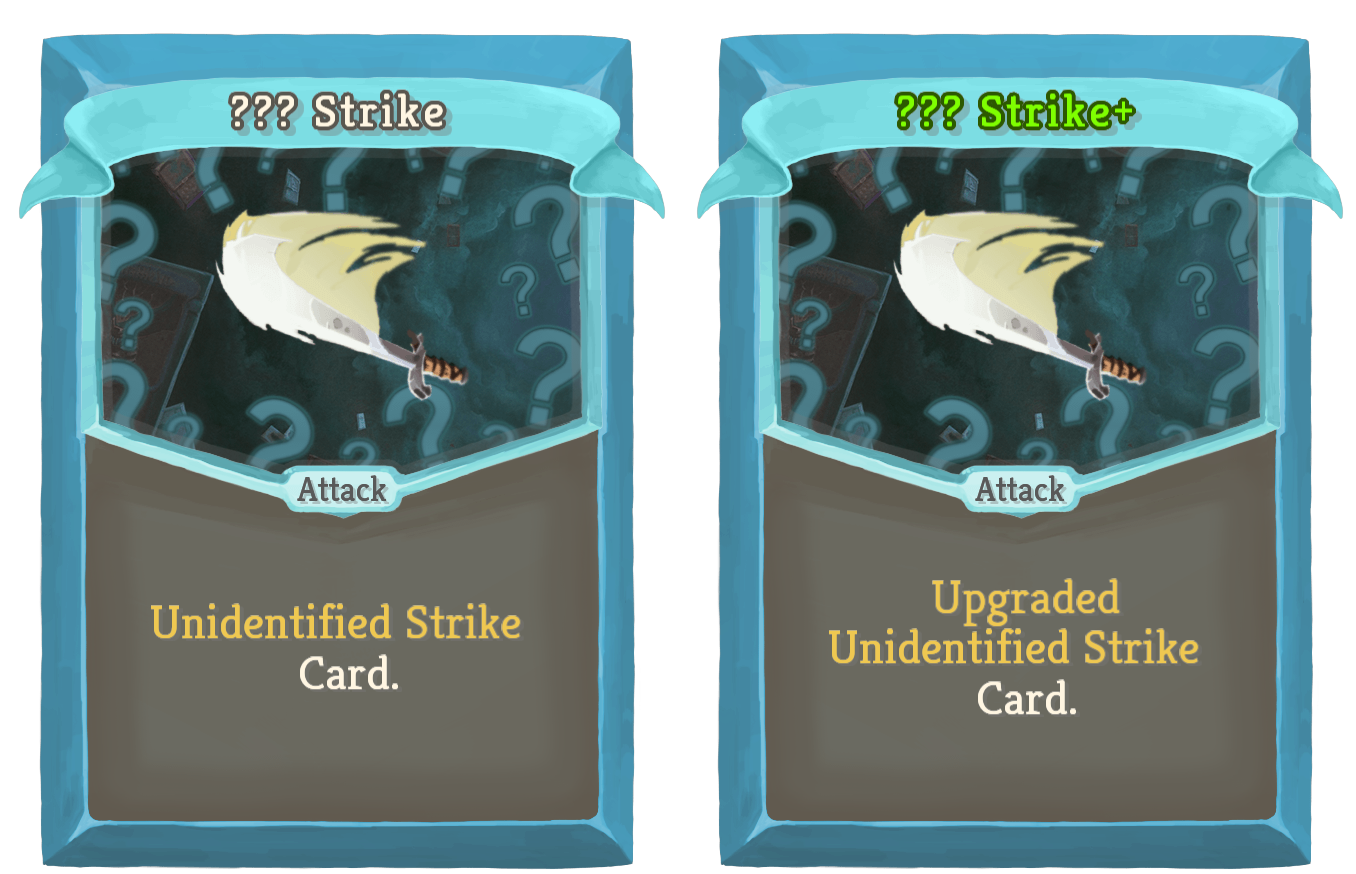 ??? Strike
Attack
Unidentified Strike
Card.
??? Strike+
Attack
Upgraded
Unidentified Strike
Card.